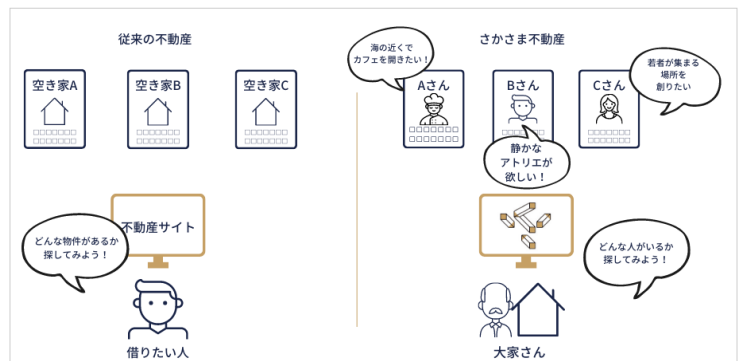 従来の不動産
空き家A
空き家B
空き家C
どんな物件があるか
探してみよう！
不動産サイト
借りたい人
さかさま不動産
海の近くで
カフェを開きたい！
Aさん
Bさん
Cさん
若者が集まる
場所を
創りたい
静かな
アトリエが
欲しい！
どんな人がいるか
探してみよう！
大家さん